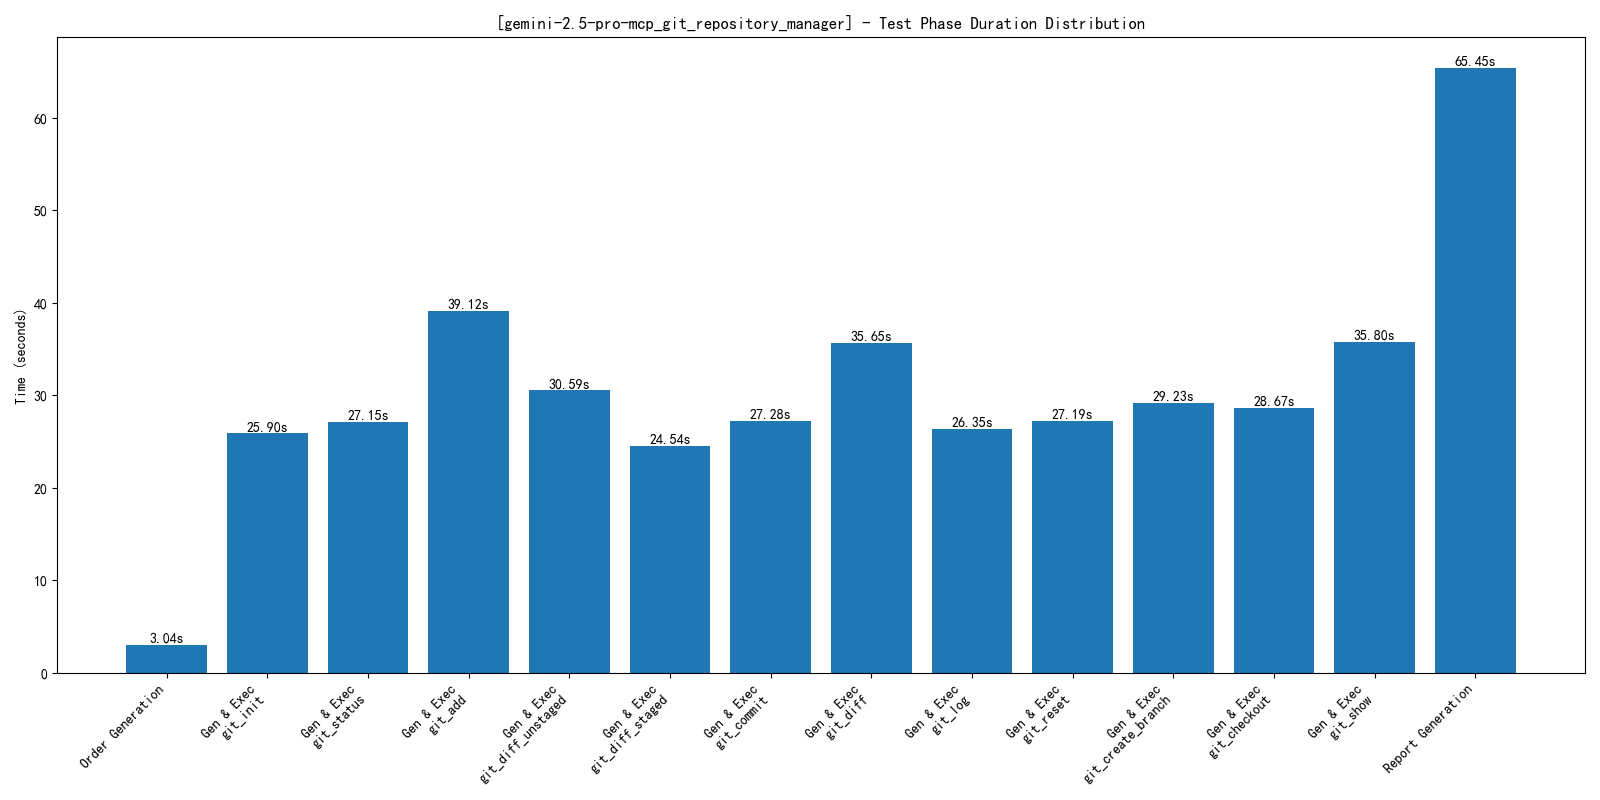 [gemini-2.5-pro-mcp_git_repository_manager] - Test Phase Duration Distribution
Time (seconds)
60
50
40
30
20
10
0
3.04s
25.90s
27.15s
39.12s
30.59s
24.54s
27.28s
35.65s
26.35s
27.19s
29.23s
28.67s
35.80s
65.45s
Order Generation
Gen & Exec
git_init
Gen & Exec
git_status
Gen & Exec
git_add
Gen & Exec
git_diff_unstaged
Gen & Exec
git_diff_staged
Gen & Exec
git_commit
Gen & Exec
git_diff
Gen & Exec
git_log
Gen & Exec
git_reset
Gen & Exec
git_create_branch
Gen & Exec
git_checkout
Gen & Exec
git_show
Report Generation